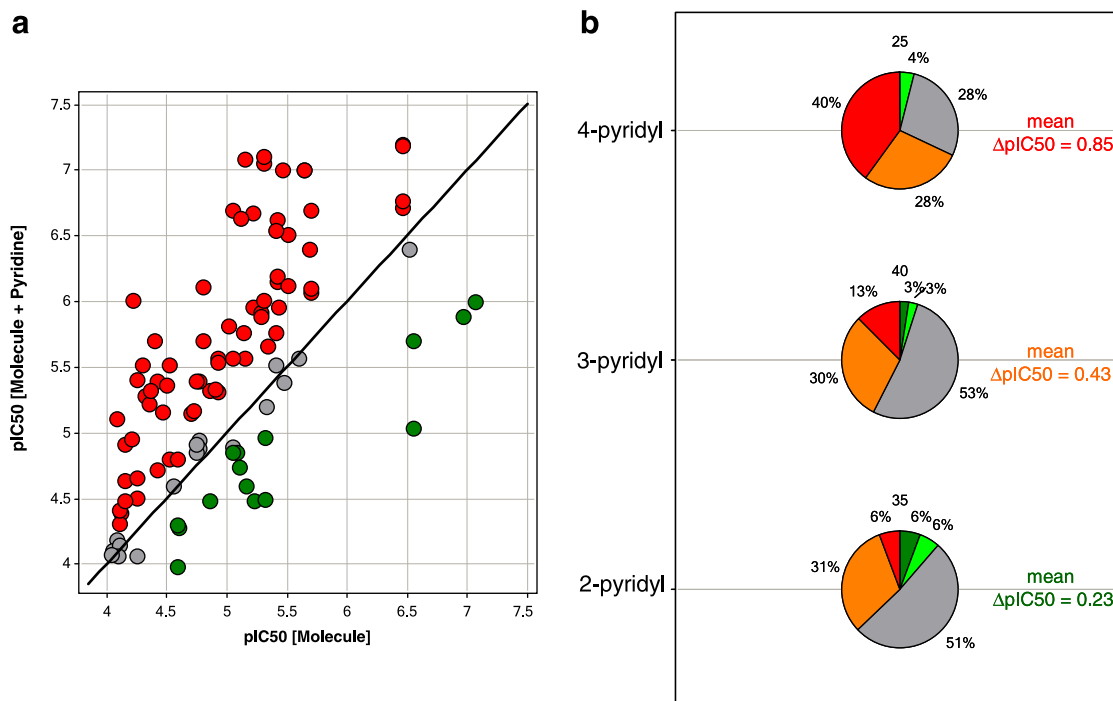 a
pIC50 [Molecule + Pyridine]
7.5
7
6.5
6
5.5
5
4.5
4
4
4.5
5
5.5
6
6.5
7
7.5
pIC50 [Molecule]
b
4-pyridyl
25
4%
28%
28%
40%
mean
ΔpIC50 = 0.85
3-pyridyl
40
3%
3%
53%
30%
13%
mean
ΔpIC50 = 0.43
2-pyridyl
35
6%
6%
51%
31%
6%
mean
ΔpIC50 = 0.23